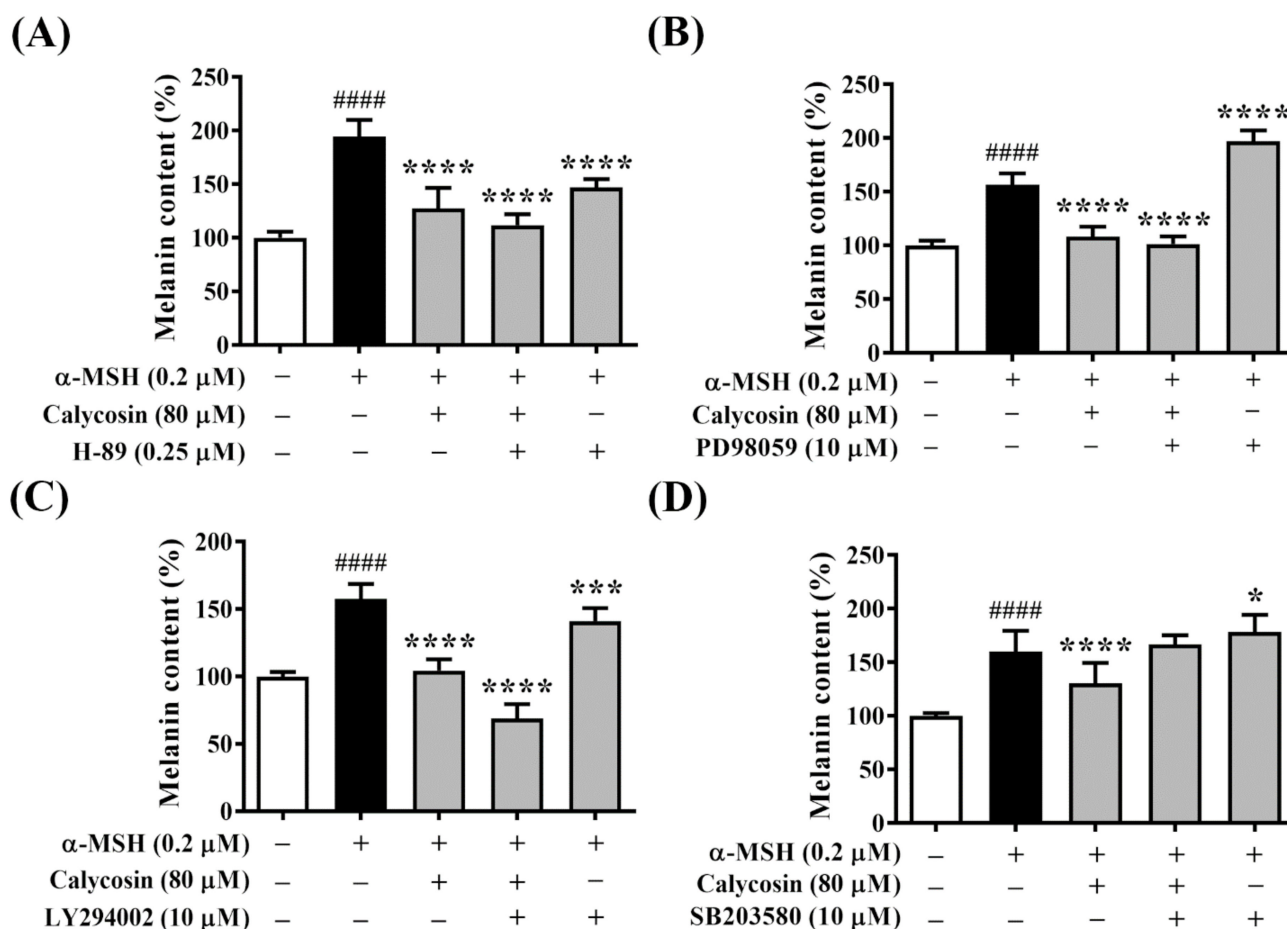 (A)
Melanin content (%)
250
200
150
100
50
0
####
****
****
****
α-MSH (0.2 μM) – + + + +
Calycosin (80 μM) – – + + –
H-89 (0.25 μM) – – – + +
(B)
Melanin content (%)
250
200
150
100
50
0
####
****
****
****
α-MSH (0.2 μM) – + + + +
Calycosin (80 μM) – – + + –
PD98059 (10 μM) – – – + +
(C)
Melanin content (%)
200
150
100
50
0
####
****
****
***
α-MSH (0.2 μM) – + + + +
Calycosin (80 μM) – – + + –
LY294002 (10 μM) – – – + +
(D)
Melanin content (%)
250
200
150
100
50
0
####
****
*
α-MSH (0.2 μM) – + + + +
Calycosin (80 μM) – – + + –
SB203580 (10 μM) – – – + +